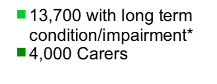 13,700 with long term
condition/impairment*
4,000 Carers